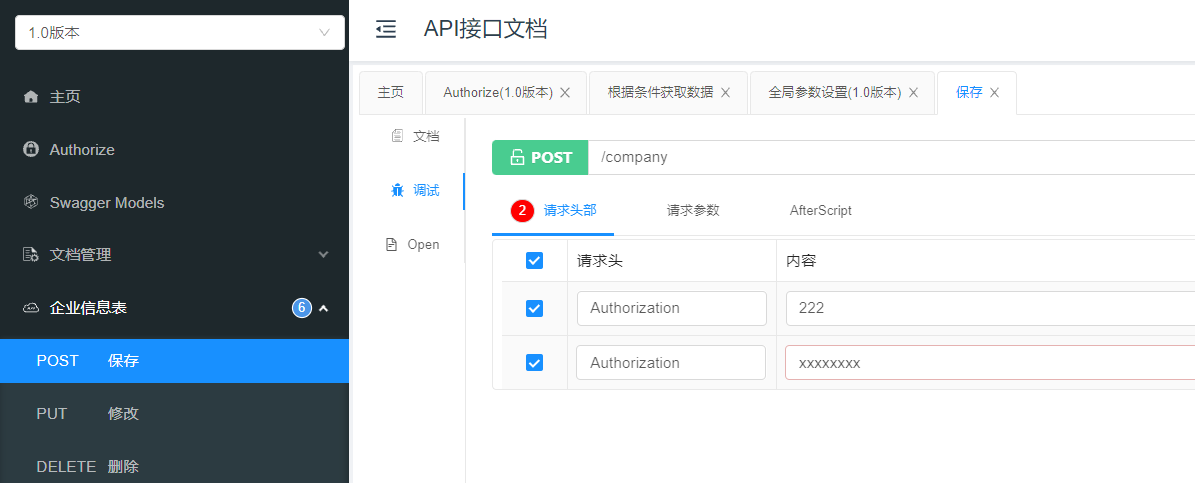 1.0版本
主页
Authorize
Swagger Models
文档管理
企业信息表 6
POST 保存
PUT 修改
DELETE 删除
API接口文档
主页 Authorize(1.0版本) 根据条件获取数据 全局参数设置(1.0版本) 保存
文档
调试
Open
POST /company
2 请求头部 请求参数 AfterScript
请求头 内容
Authorization 222
Authorization xxxxxxxx